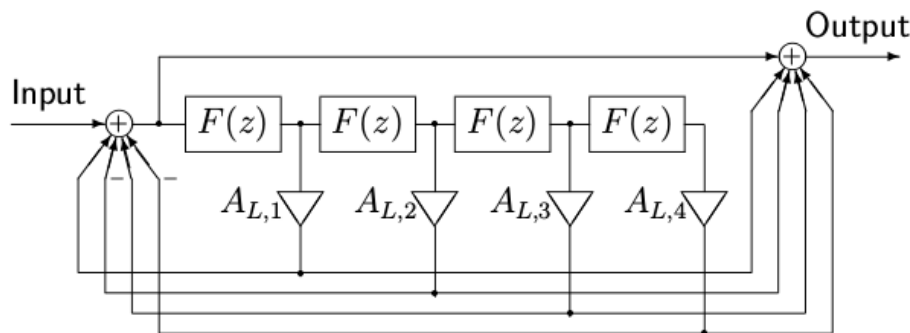 Output
Input
F(z) F(z) F(z) F(z)
+ +
− −
A_{L,1} A_{L,2} A_{L,3} A_{L,4}